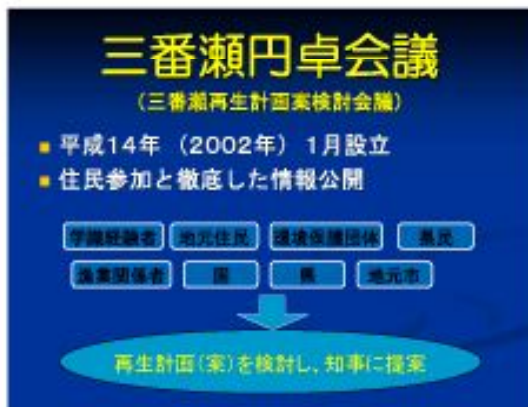 三番瀬円卓会議
(三番瀬再生計画案検討会議)
平成14年 (2002年) 1月設立
住民参加と徹底した情報公開
学識経験者 地元住民 環境保護団体 県民
漁業関係者 国 県 地元市
再生計画(案)を検討し、知事に提案